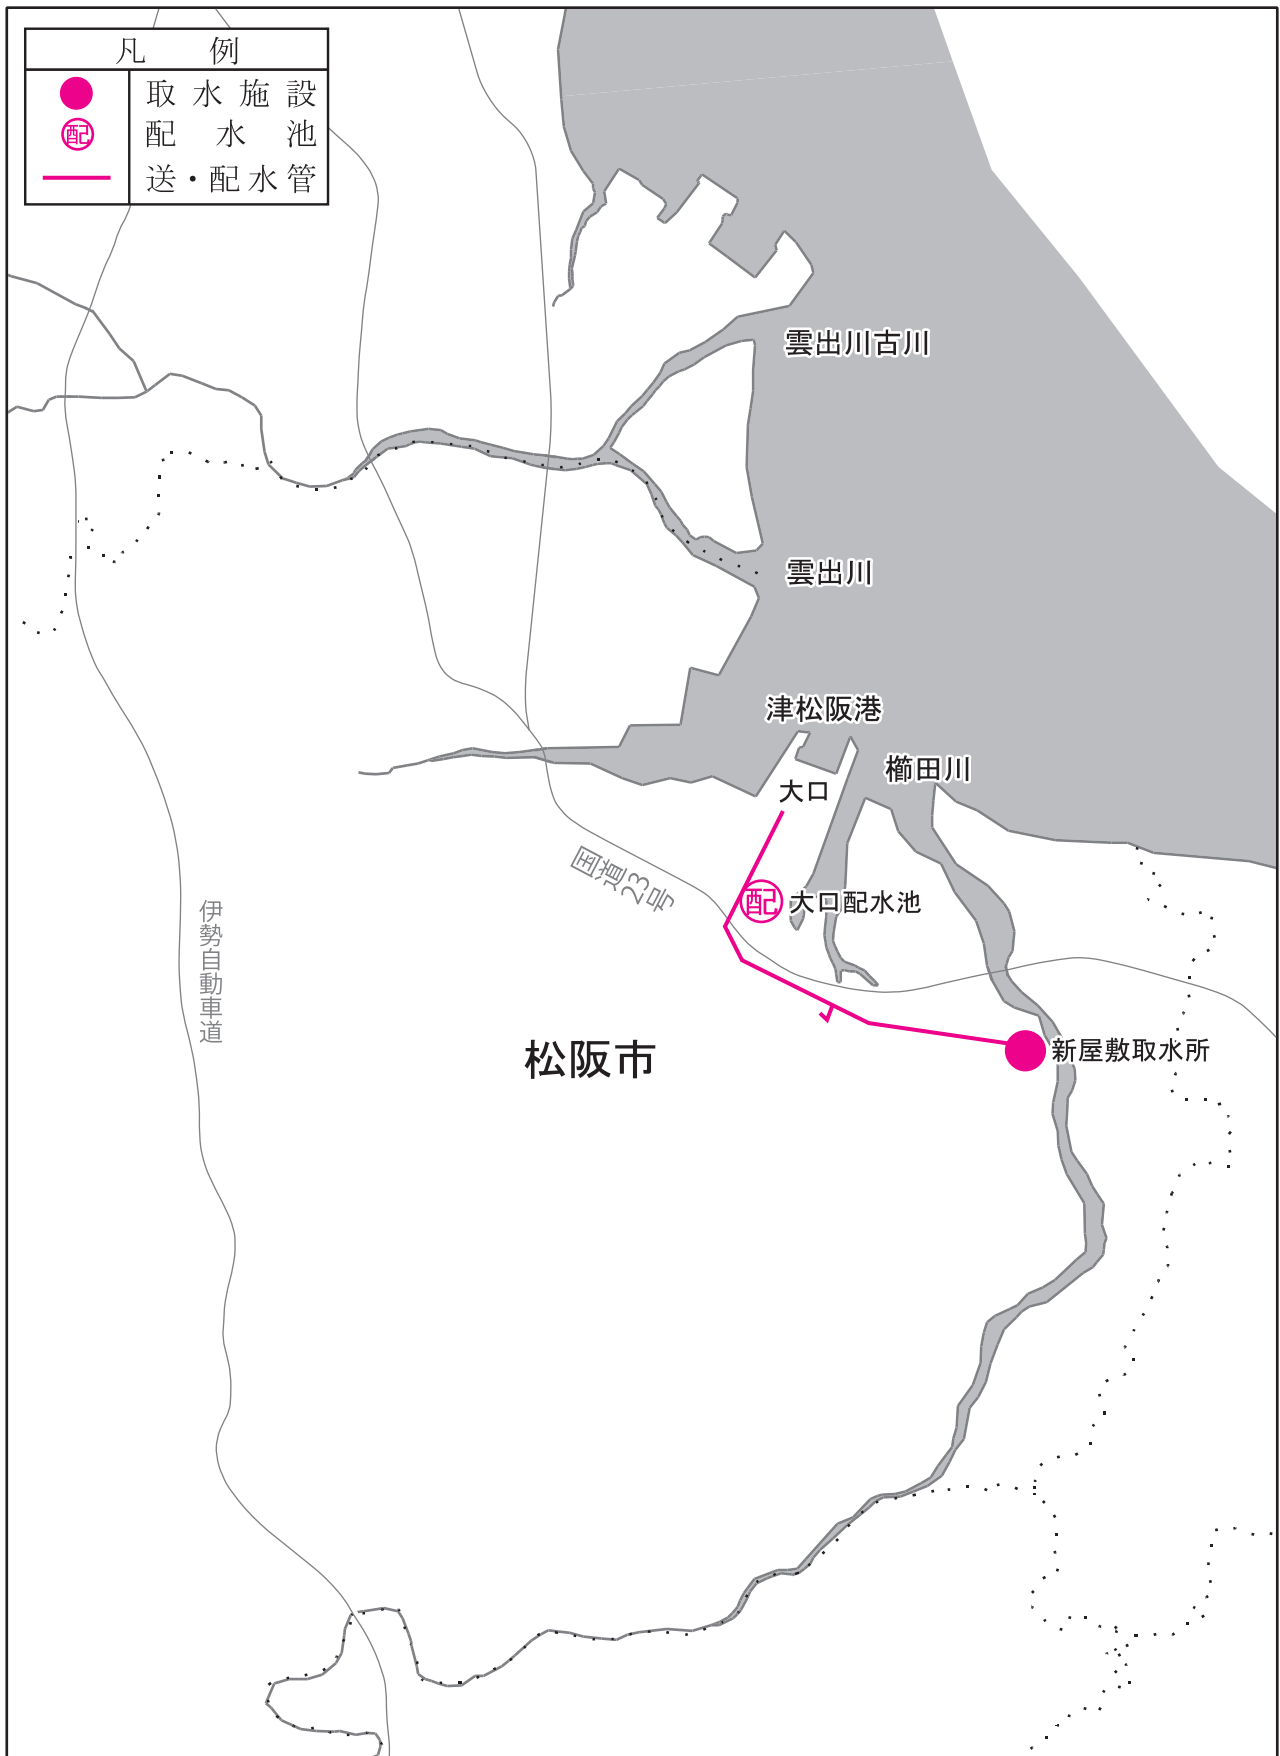 凡　例
取水施設
配 配水池
送・配水管
雲出川古川
雲出川
津松阪港
櫛田川
大口
国道23号
配 大口配水池
伊勢自動車道
松阪市
新屋敷取水所